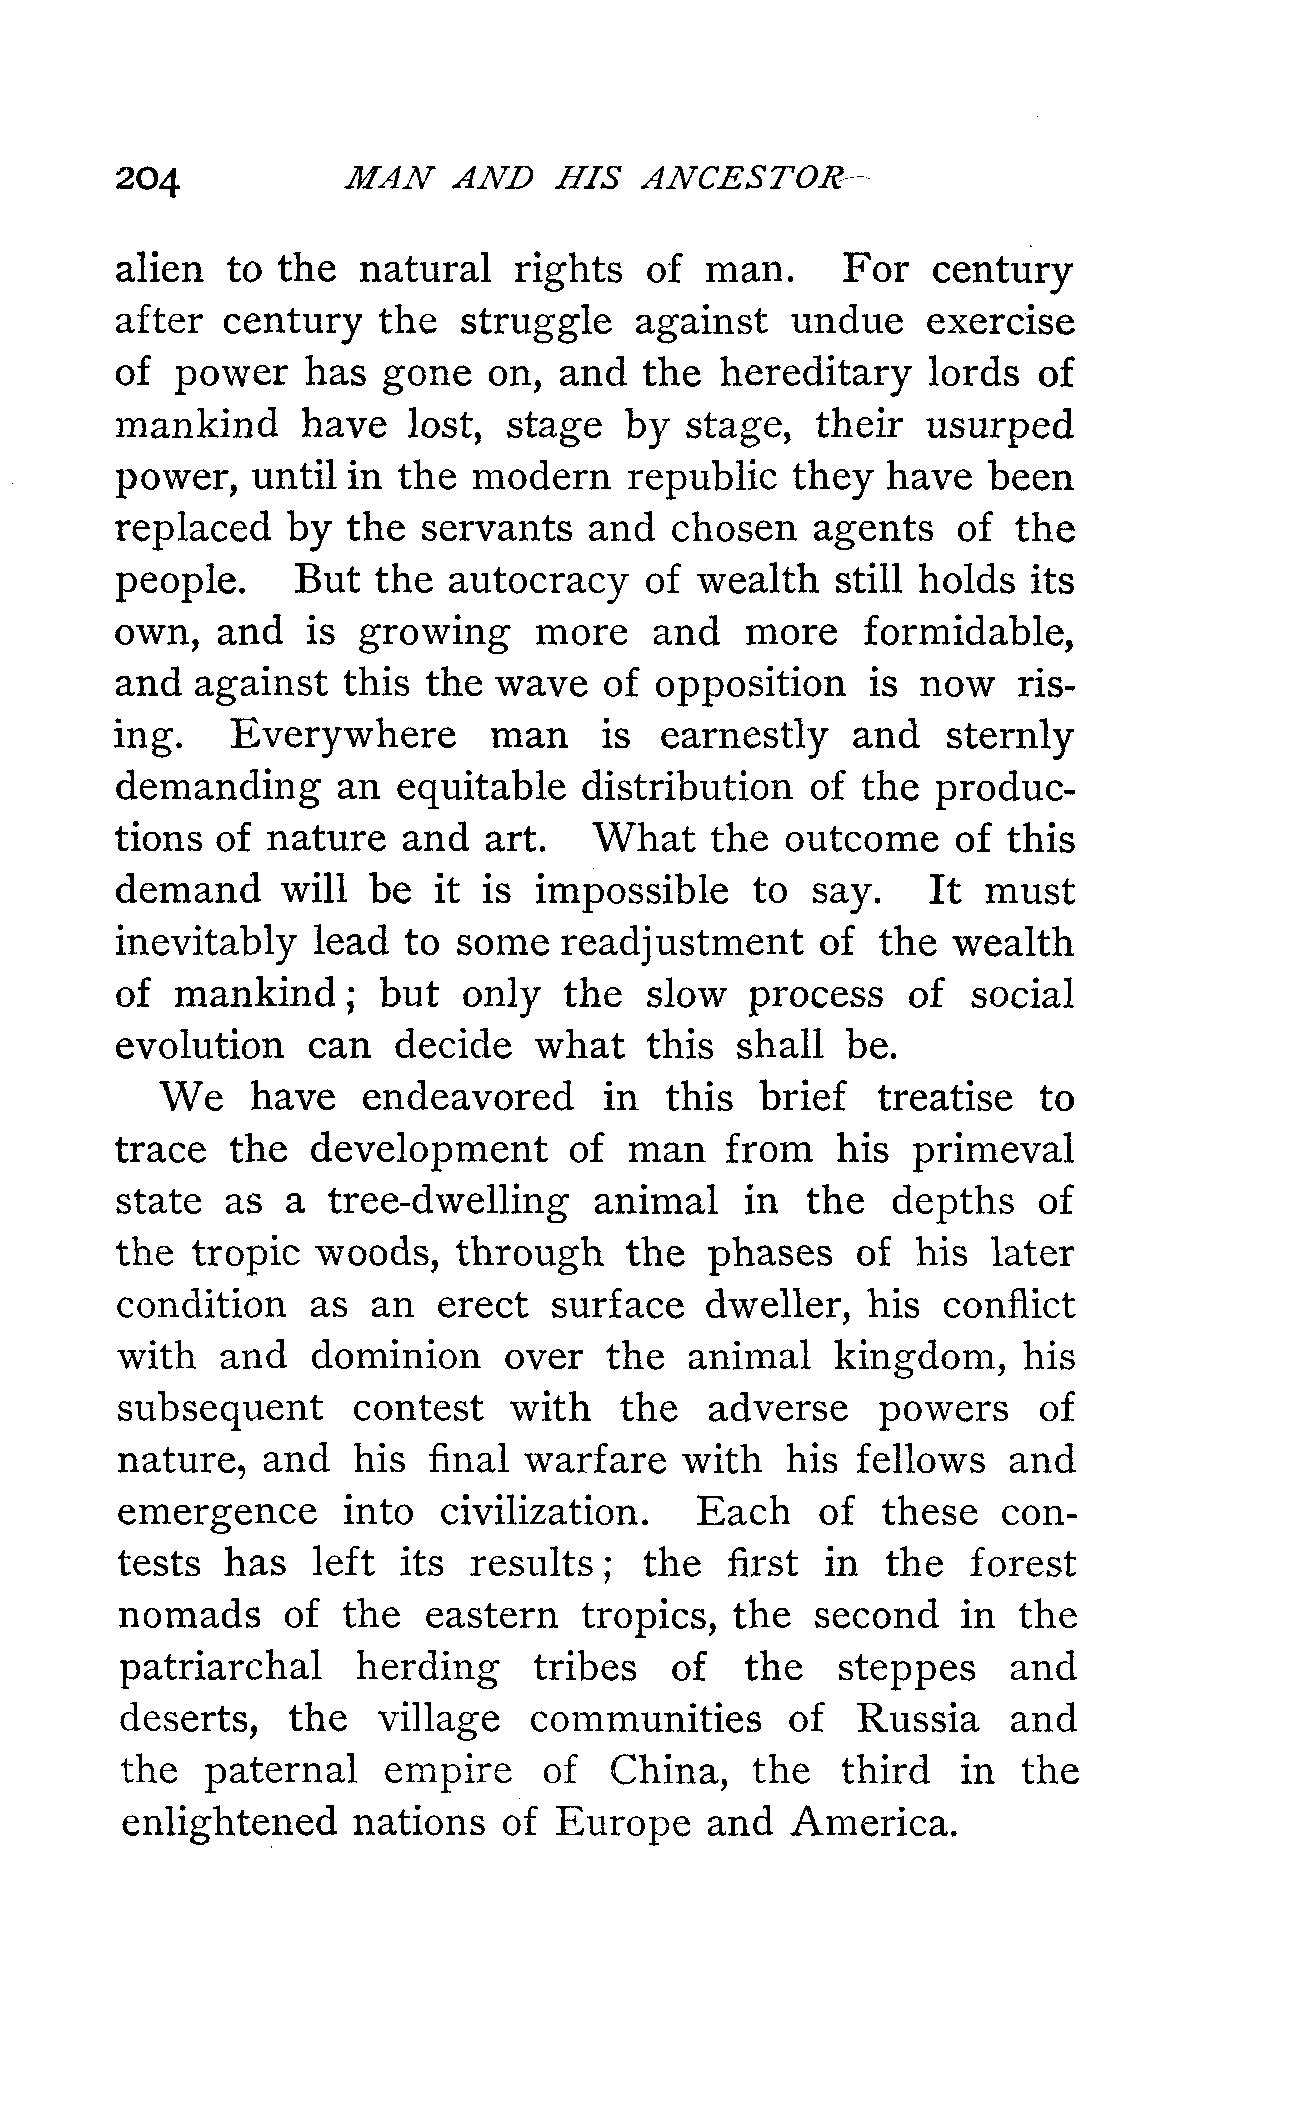 204 MAN AND HIS ANCESTOR
alien to the natural rights of man. For century
after century the struggle against undue exercise
of power has gone on, and the hereditary lords of
mankind have lost, stage by stage, their usurped
power, until in the modern republic they have been
replaced by the servants and chosen agents of the
people. But the autocracy of wealth still holds its
own, and is growing more and more formidable,
and against this the wave of opposition is now ris-
ing. Everywhere man is earnestly and sternly
demanding an equitable distribution of the produc-
tions of nature and art. What the outcome of this
demand will be it is impossible to say. It must
inevitably lead to some readjustment of the wealth
of mankind; but only the slow process of social
evolution can decide what this shall be.
We have endeavored in this brief treatise to
trace the development of man from his primeval
state as a tree-dwelling animal in the depths of
the tropic woods, through the phases of his later
condition as an erect surface dweller, his conflict
with and dominion over the animal kingdom, his
subsequent contest with the adverse powers of
nature, and his final warfare with his fellows and
emergence into civilization. Each of these con-
tests has left its results; the first in the forest
nomads of the eastern tropics, the second in the
patriarchal herding tribes of the steppes and
deserts, the village communities of Russia and
the paternal empire of China, the third in the
enlightened nations of Europe and America.